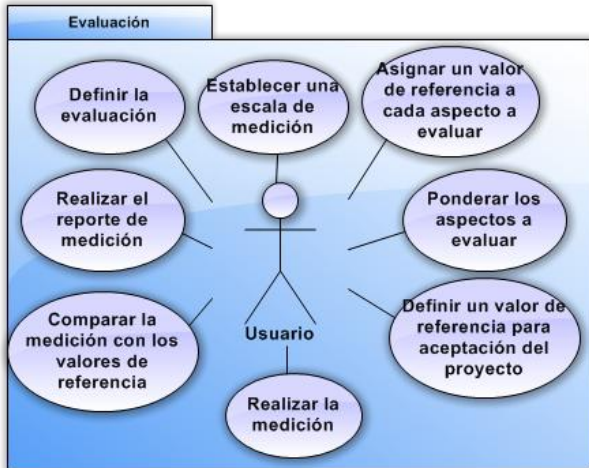 Evaluación
Definir la
evaluación
Establecer una
escala de
medición
Asignar un valor
de referencia a
cada aspecto a
evaluar
Realizar el
reporte de
medición
Ponderar los
aspectos a
evaluar
Comparar la
medición con los
valores de
referencia
Usuario
Definir un valor de
referencia para
aceptación del
proyecto
Realizar la
medición